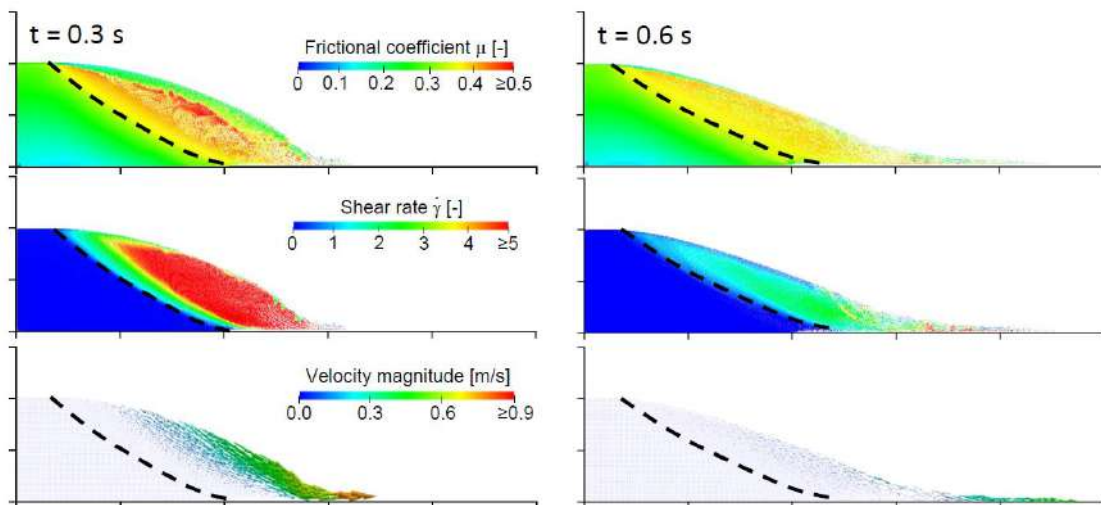 t = 0.3 s
Frictional coefficient μ [-]
0 0.1 0.2 0.3 0.4 ≥0.5
t = 0.6 s
Shear rate γ̇ [-]
0 1 2 3 4 ≥5
Velocity magnitude [m/s]
0.0 0.3 0.6 ≥0.9